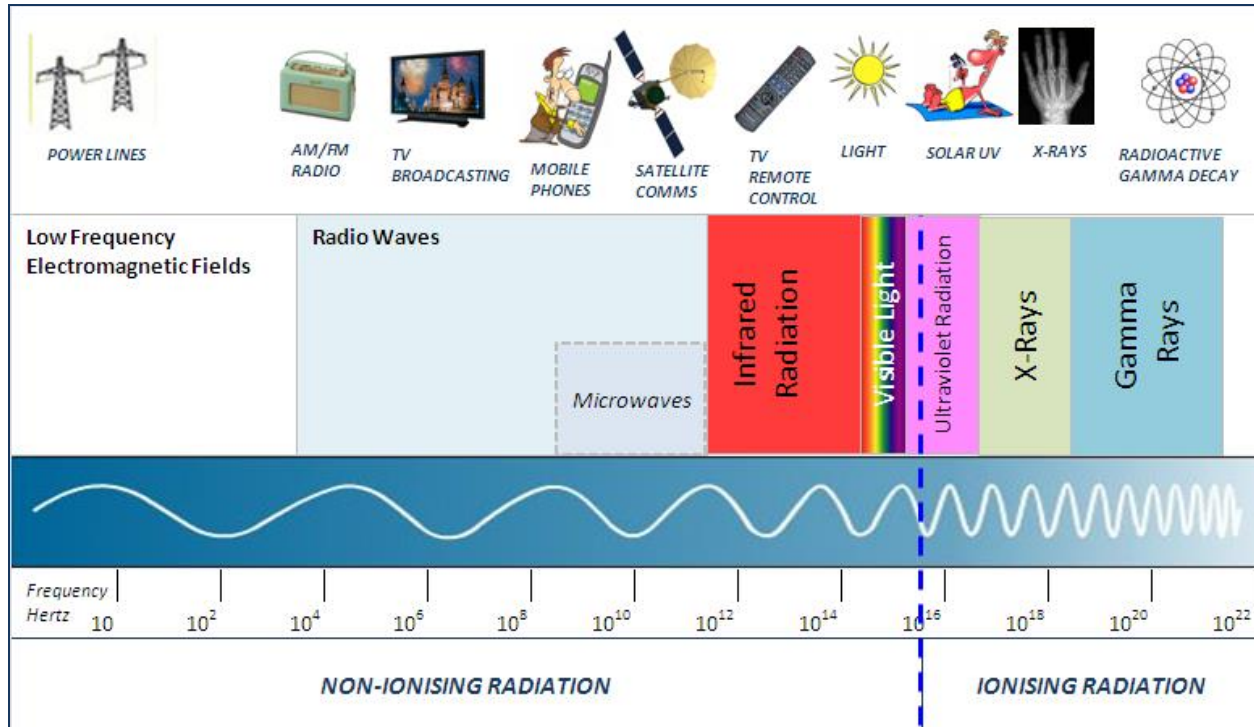 POWER LINES
AM/FM
RADIO
TV
BROADCASTING
MOBILE
PHONES
SATELLITE
COMMS
TV
REMOTE
CONTROL
LIGHT
SOLAR UV
X-RAYS
RADIOACTIVE
GAMMA DECAY
Low Frequency
Electromagnetic Fields
Radio Waves
Microwaves
Infrared
Radiation
Visible Light
Ultraviolet Radiation
X-Rays
Gamma
Rays
Frequency
Hertz 10 10² 10⁴ 10⁶ 10⁸ 10¹⁰ 10¹² 10¹⁴ 10¹⁶ 10¹⁸ 10²⁰ 10²²
NON-IONISING RADIATION IONISING RADIATION